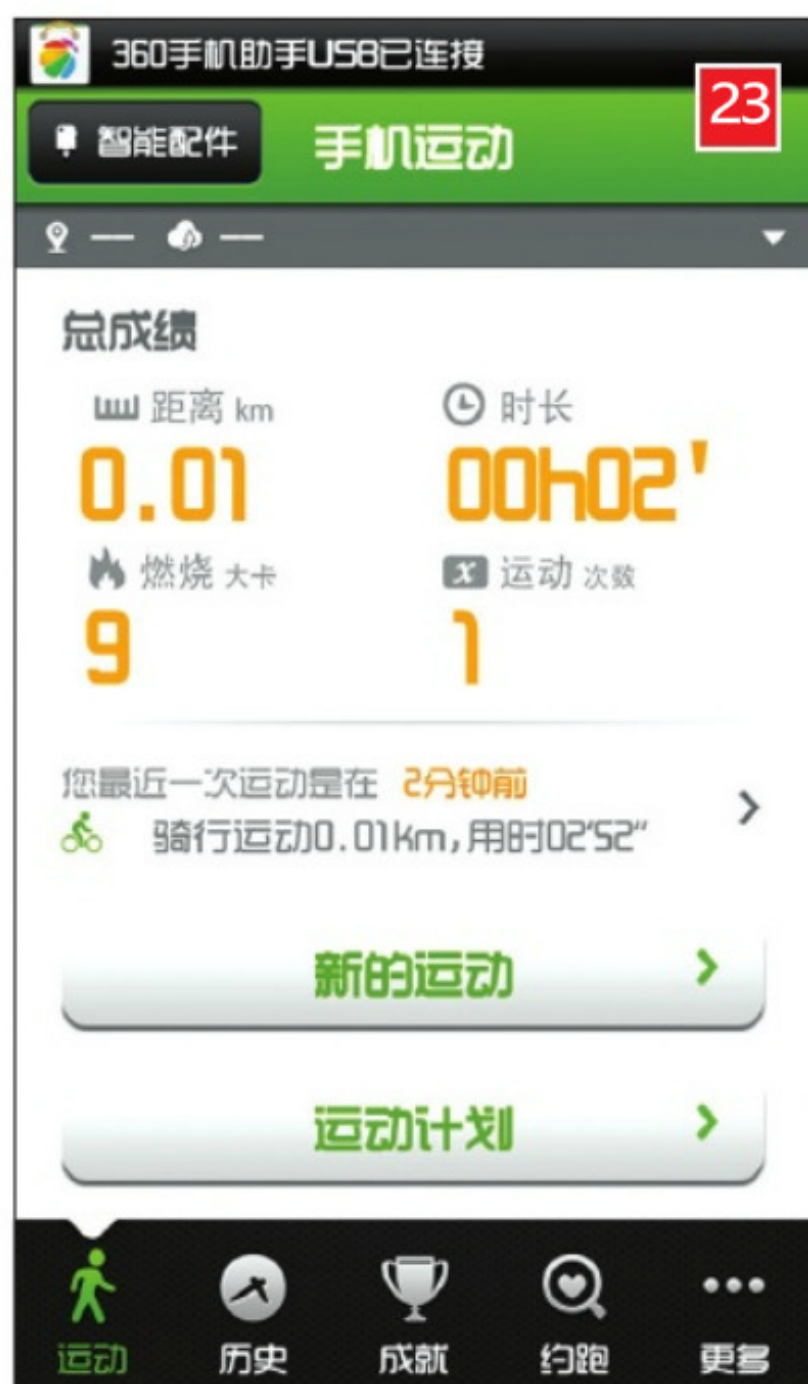 360手机助手USB已连接
23
智能配件 手机运动
— —
总成绩
距离 km 时长
0.01 00h02'
燃烧 大卡 运动 次数
9 1
您最近一次运动是在 2分钟前
骑行运动0.01Km,用时02'52"
新的运动
运动计划
运动 历史 成就 约跑 更多